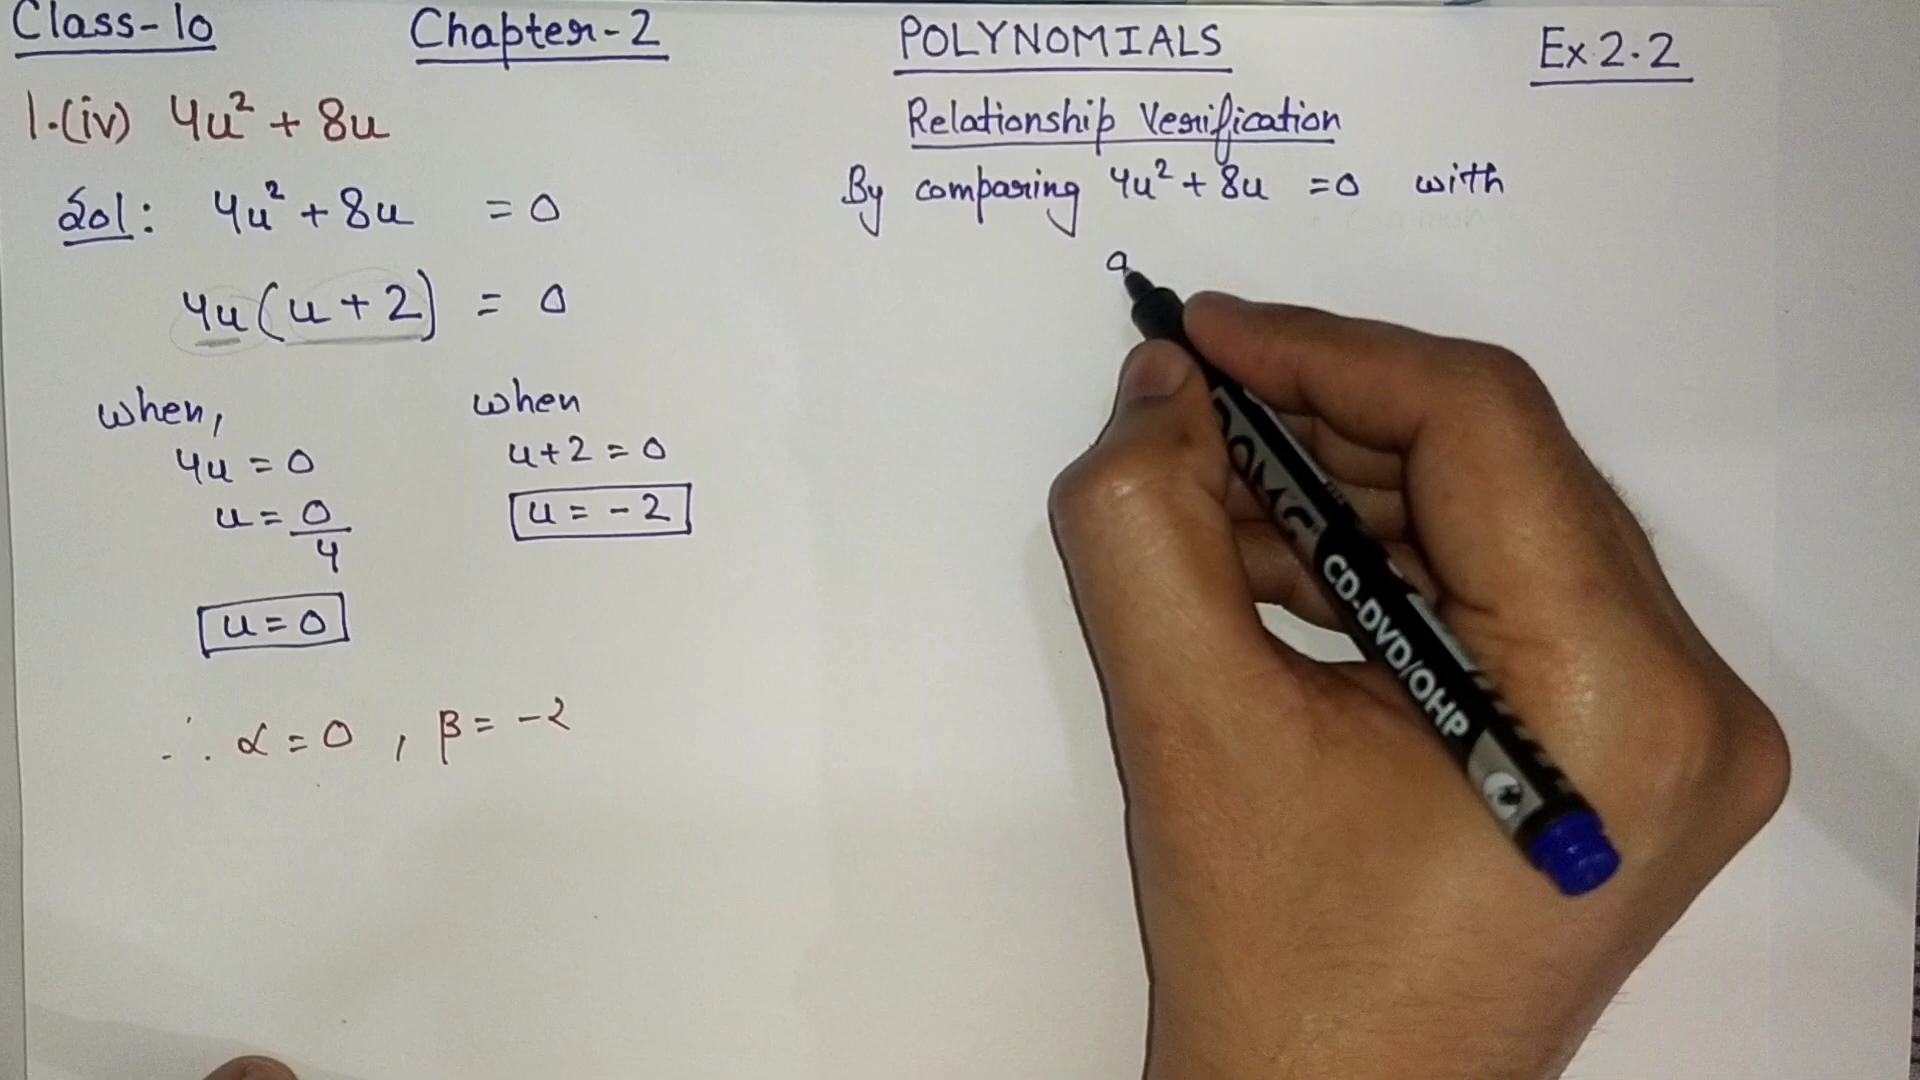 Class-10 Chapter-2 POLYNOMIALS Ex.2.2
1.(iv) 4u² + 8u
Sol: 4u² + 8u = 0
4u(u+2) = 0
when,
4u = 0
u = 0/4
u = 0
when
u+2 = 0
u = -2
∴ α = 0 , β = -2
Relationship Verification
By comparing 4u² + 8u = 0 with
a
CD-DVD/OHP